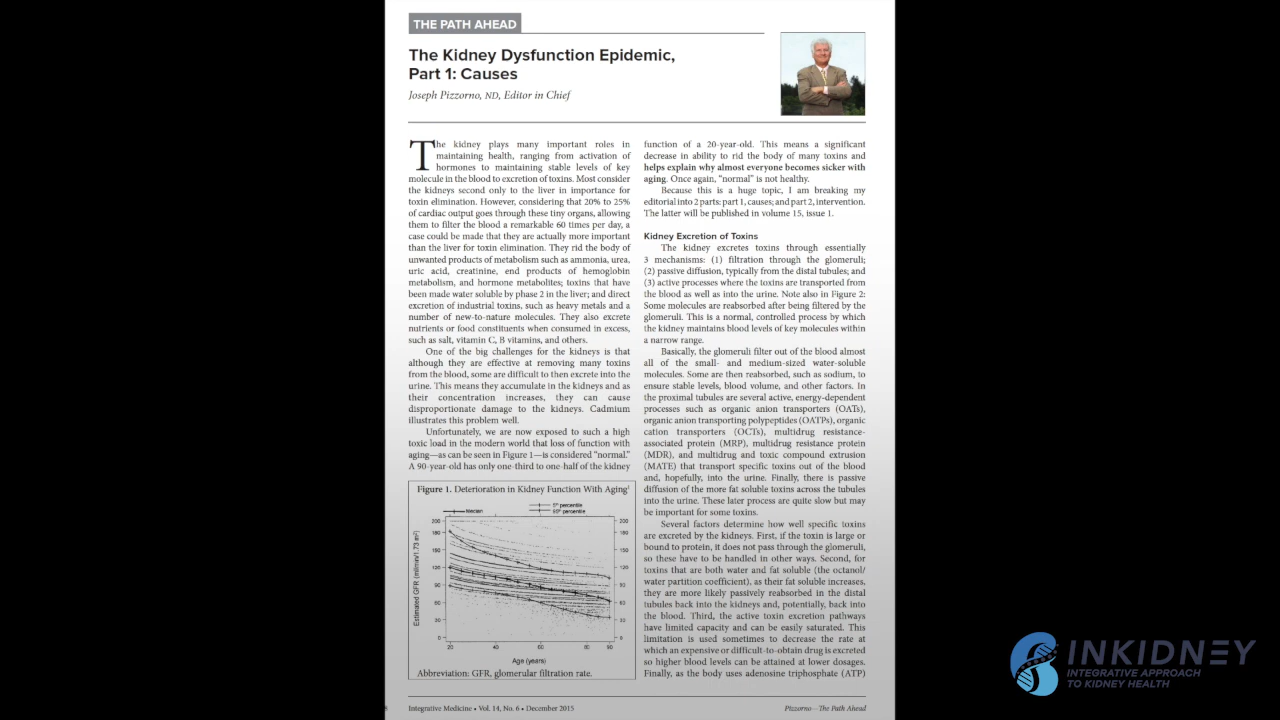 THE PATH AHEAD
The Kidney Dysfunction Epidemic,
Part 1: Causes
Joseph Pizzorno, ND, Editor in Chief
The kidney plays many important roles in
maintaining health, ranging from activation of
hormones to maintaining stable levels of key
molecule in the blood to excretion of toxins. Most consider
the kidneys second only to the liver in importance for
toxin elimination. However, considering that 20% to 25%
of cardiac output goes through these tiny organs, allowing
them to filter the blood a remarkable 60 times per day, a
case could be made that they are actually more important
than the liver for toxin elimination. They rid the body of
unwanted products of metabolism such as ammonia, urea,
uric acid, creatinine, end products of hemoglobin
metabolism, and hormone metabolites; toxins that have
been made water soluble by phase 2 in the liver; and direct
excretion of industrial toxins, such as heavy metals and a
number of new-to-nature molecules. They also excrete
nutrients or food constituents when consumed in excess,
such as salt, vitamin C, B vitamins, and others.
One of the big challenges for the kidneys is that
although they are effective at removing many toxins
from the blood, some are difficult to then excrete into the
urine. This means they accumulate in the kidneys and as
their concentration increases, they can cause
disproportionate damage to the kidneys. Cadmium
illustrates this problem well.
Unfortunately, we are now exposed to such a high
toxic load in the modern world that loss of function with
aging—as can be seen in Figure 1—is considered “normal.”
A 90-year-old has only one-third to one-half of the kidney
Figure 1. Deterioration in Kidney Function With Aging¹
Median
5th percentile
95th percentile
Estimated GFR (ml/min/1.73 m²)
200 200
180 180
150 150
120 120
90 90
60 60
30 30
0 0
20 40 60 80 90
Age (years)
Abbreviation: GFR, glomerular filtration rate.
function of a 20-year-old. This means a significant
decrease in ability to rid the body of many toxins and
helps explain why almost everyone becomes sicker with
aging. Once again, “normal” is not healthy.
Because this is a huge topic, I am breaking my
editorial into 2 parts: part 1, causes; and part 2, intervention.
The latter will be published in volume 15, issue 1.
Kidney Excretion of Toxins
The kidney excretes toxins through essentially
3 mechanisms: (1) filtration through the glomeruli;
(2) passive diffusion, typically from the distal tubules; and
(3) active processes where the toxins are transported from
the blood as well as into the urine. Note also in Figure 2:
Some molecules are reabsorbed after being filtered by the
glomeruli. This is a normal, controlled process by which
the kidney maintains blood levels of key molecules within
a narrow range.
Basically, the glomeruli filter out of the blood almost
all of the small- and medium-sized water-soluble
molecules. Some are then reabsorbed, such as sodium, to
ensure stable levels, blood volume, and other factors. In
the proximal tubules are several active, energy-dependent
processes such as organic anion transporters (OATs),
organic anion transporting polypeptides (OATPs), organic
cation transporters (OCTs), multidrug resistance-
associated protein (MRP), multidrug resistance protein
(MDR), and multidrug and toxic compound extrusion
(MATE) that transport specific toxins out of the blood
and, hopefully, into the urine. Finally, there is passive
diffusion of the more fat soluble toxins across the tubules
into the urine. These later process are quite slow but may
be important for some toxins.
Several factors determine how well specific toxins
are excreted by the kidneys. First, if the toxin is large or
bound to protein, it does not pass through the glomeruli,
so these have to be handled in other ways. Second, for
toxins that are both water and fat soluble (the octanol/
water partition coefficient), as their fat soluble increases,
they are more likely passively reabsorbed in the distal
tubules back into the kidneys and, potentially, back into
the blood. Third, the active toxin excretion pathways
have limited capacity and can be easily saturated. This
limitation is used sometimes to decrease the rate at
which an expensive or difficult-to-obtain drug is excreted
so higher blood levels can be attained at lower dosages.
Finally, as the body uses adenosine triphosphate (ATP)
8 Integrative Medicine • Vol. 14, No. 6 • December 2015
Pizzorno—The Path Ahead
INKIDNEY
INTEGRATIVE APPROACH
TO KIDNEY HEALTH